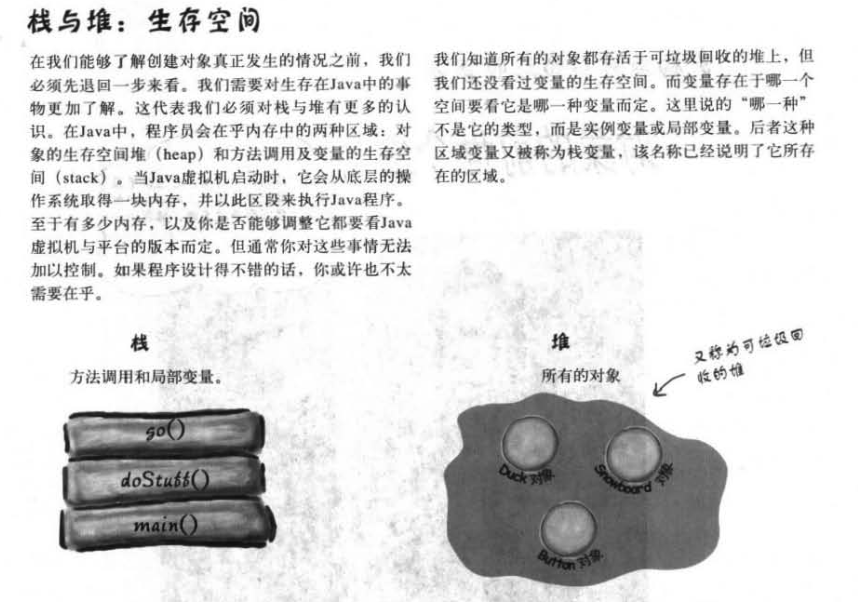 栈与堆：生存空间
在我们能够了解创建对象真正发生的情况之前，我们
必须先退回一步来看。我们需要对生存在Java中的事
物更加了解。这代表我们必须对栈与堆有更多的认
识。在Java中，程序员会在乎内存中的两种区域：对
象的生存空间堆（heap）和方法调用及变量的生存空
间（stack）。当Java虚拟机启动时，它会从底层的操
作系统取得一块内存，并以此区段来执行Java程序。
至于有多少内存，以及你是否能够调整它都要看Java
虚拟机与平台的版本而定。但通常你对这些事情无法
加以控制。如果程序设计得不错的话，你或许也不太
需要在乎。
我们知道所有的对象都存活于可垃圾回收的堆上，但
我们还没看过变量的生存空间。而变量存在于哪一个
空间要看它是哪一种变量而定。这里说的“哪一种”
不是它的类型，而是实例变量或局部变量。后者这种
区域变量又被称为栈变量，该名称已经说明了它所存
在的区域。
栈
方法调用和局部变量。
go()
doStuff()
main()
堆
所有的对象
又称为可垃圾回
收的堆
Duck 对象
Snowboard 对象
Button 对象